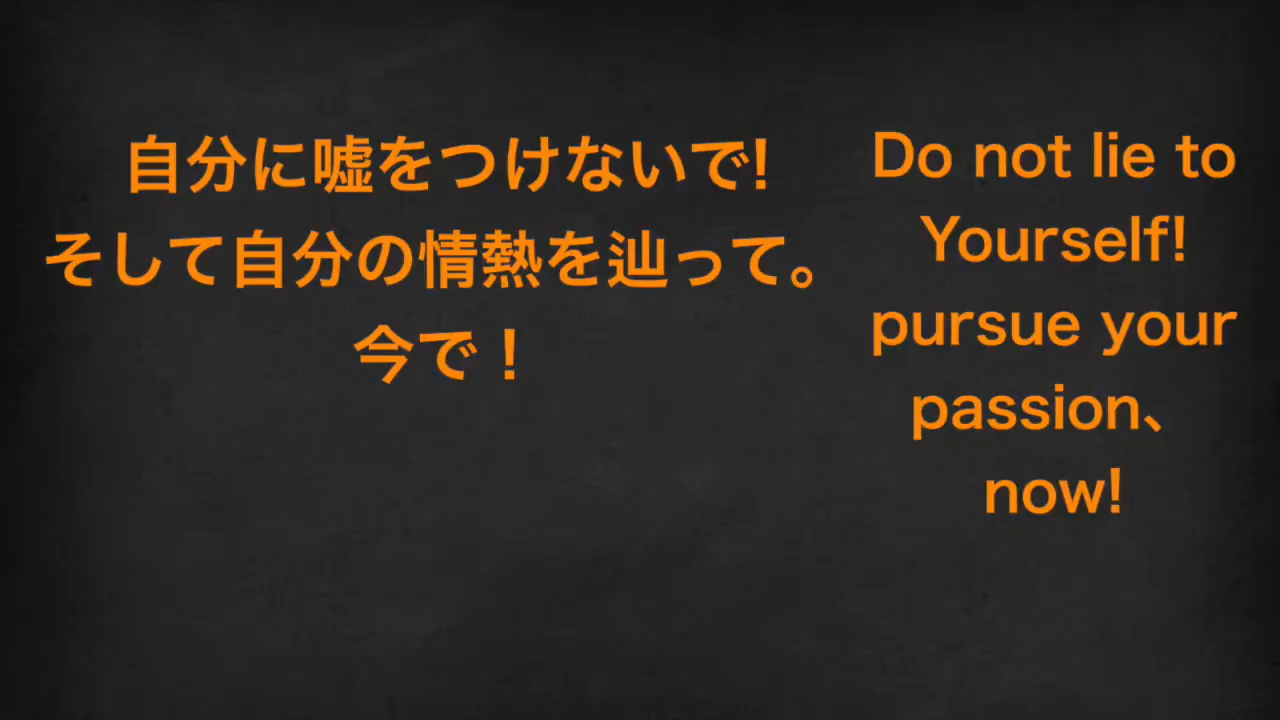 自分に嘘をつけないで!
そして自分の情熱を辿って。
今で！
Do not lie to
Yourself!
pursue your
passion、
now!